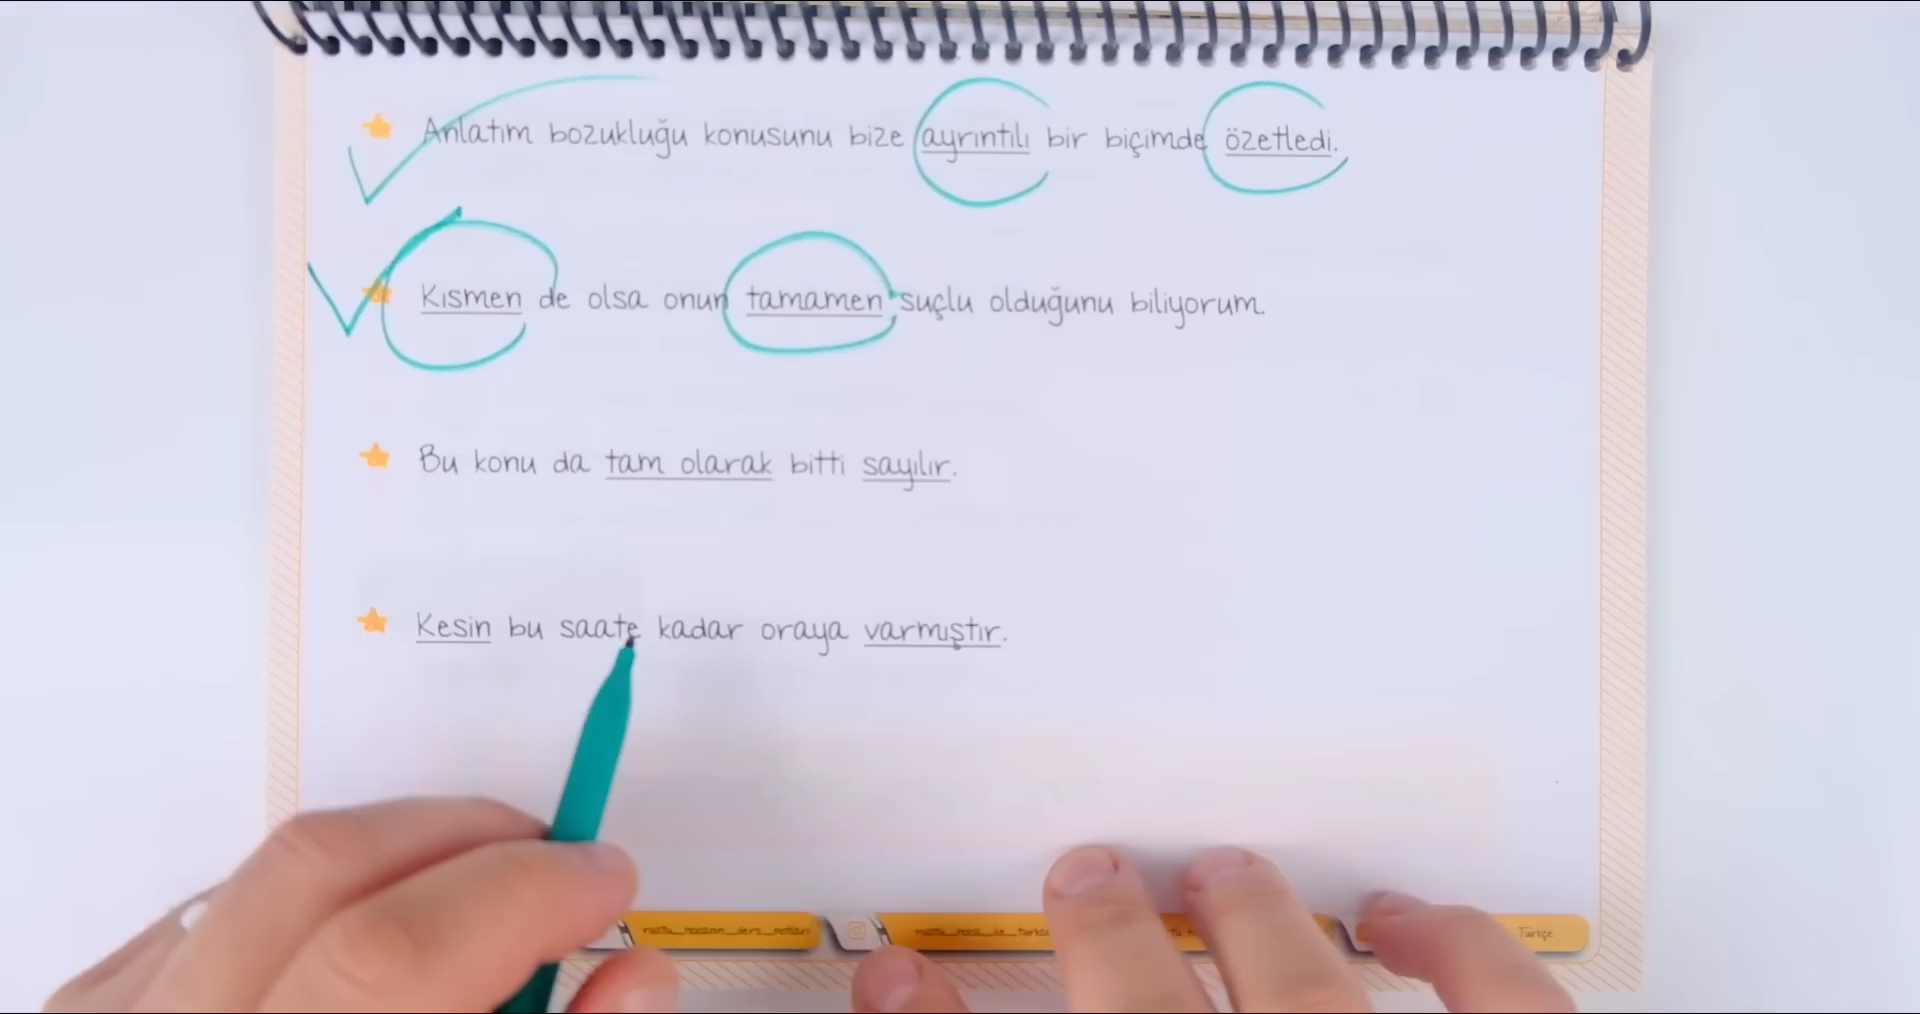 Anlatım bozukluğu konusunu bize ayrıntılı bir biçimde özetledi.
Kısmen de olsa onun tamamen suçlu olduğunu biliyorum.
Bu konu da tam olarak bitti sayılır.
Kesin bu saate kadar oraya varmıştır.
Türkçe